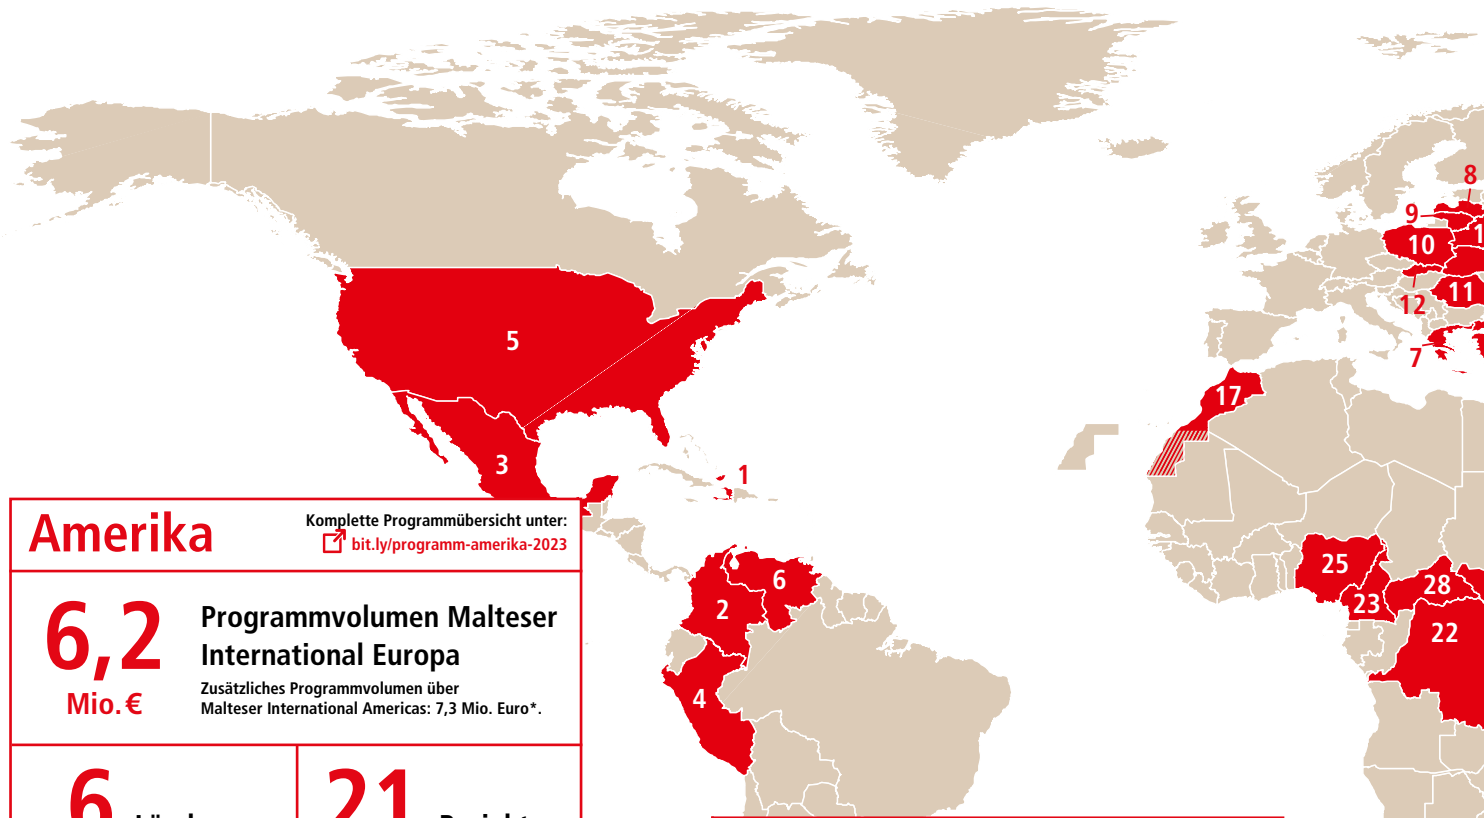 8
9
10
1
11
12
7
5
17
3
1
Amerika
Komplette Programmübersicht unter:
bit.ly/programm-amerika-2023
6
25
28
2
23
22
6,2
Mio. €
Programmvolumen Malteser
International Europa
Zusätzliches Programmvolumen über
Malteser International Americas: 7,3 Mio. Euro*.
4
6
21